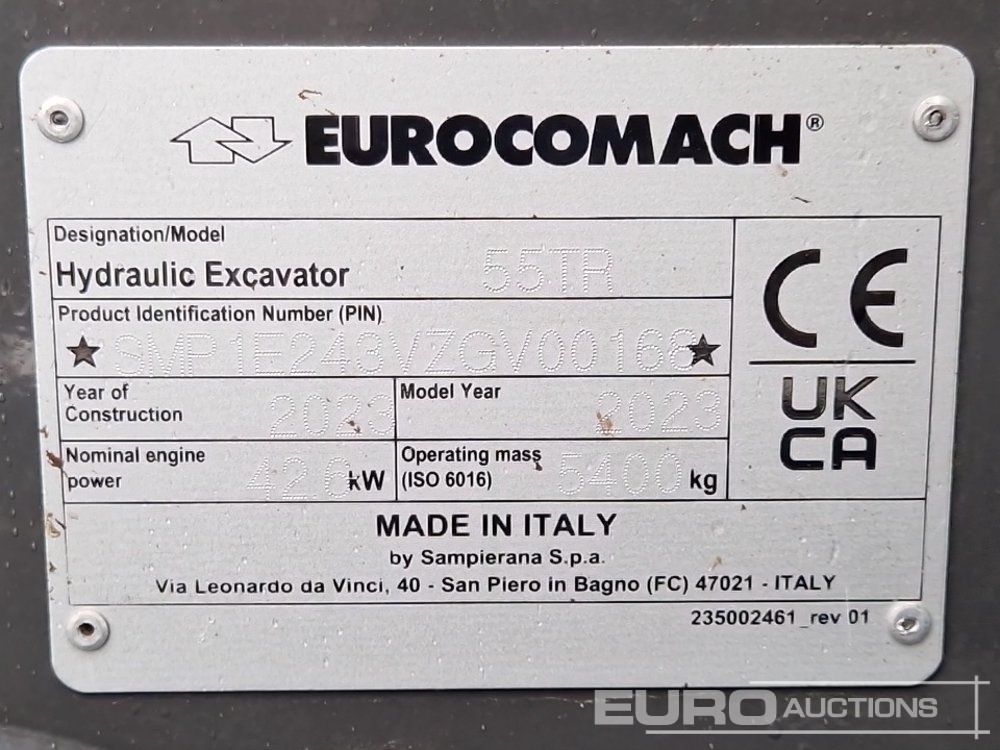 EUROCOMACH®
Designation/Model
Hydraulic Excavator 55TR
Product Identification Number (PIN)
★SMP1E243VZGV00168★
Year of Construction 2023
Model Year 2023
Nominal engine power 42.6 kW
Operating mass (ISO 6016) 5400 kg
CE
UK
CA
MADE IN ITALY
by Sampierana S.p.a.
Via Leonardo da Vinci, 40 - San Piero in Bagno (FC) 47021 - ITALY
235002461_rev 01
EURO AUCTIONS